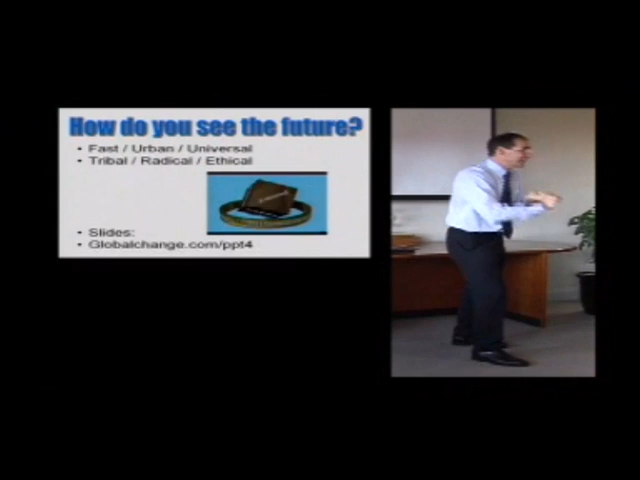 How do you see the future?
• Fast / Urban / Universal
• Tribal / Radical / Ethical
• Slides:
• Globalchange.com/ppt4